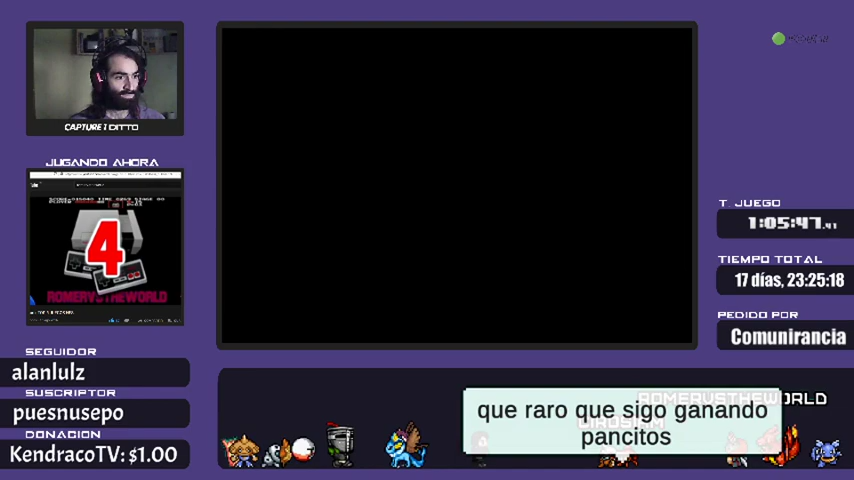 CAPTURE 1 DITTO
JUGANDO AHORA
4
ROMERVSTHEWORLD
SEGUIDOR
alanlulz
SUSCRIPTOR
puesnusepo
DONACION
KendracoTV: $1.00
T. JUEGO
1:05:47.41
TIEMPO TOTAL
17 días, 23:25:18
PEDIDO POR
Comunirancia
ROMERVSTHEWORLD
que raro que sigo ganando
pancitos